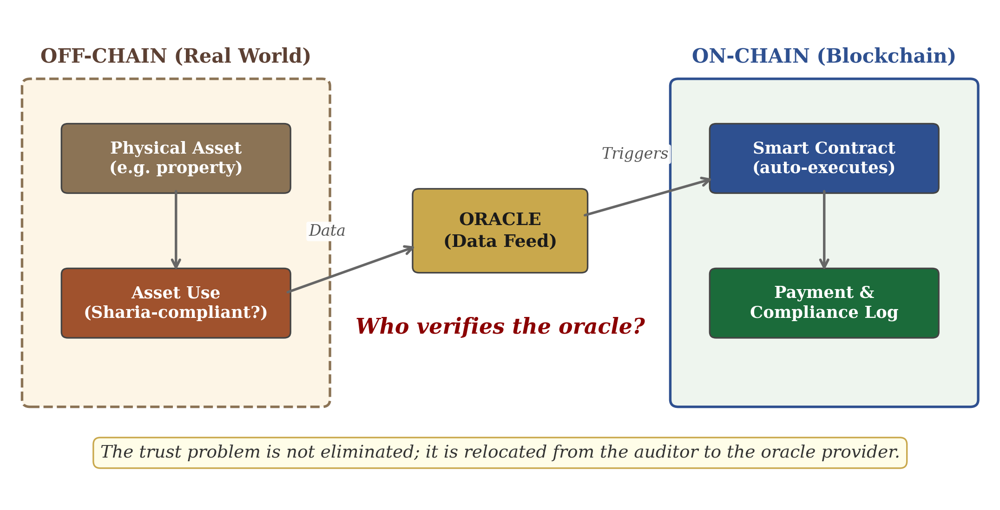 OFF-CHAIN (Real World)
Physical Asset
(e.g. property)
Asset Use
(Sharia-compliant?)
Data
ORACLE
(Data Feed)
Who verifies the oracle?
Triggers
ON-CHAIN (Blockchain)
Smart Contract
(auto-executes)
Payment &
Compliance Log
The trust problem is not eliminated; it is relocated from the auditor to the oracle provider.